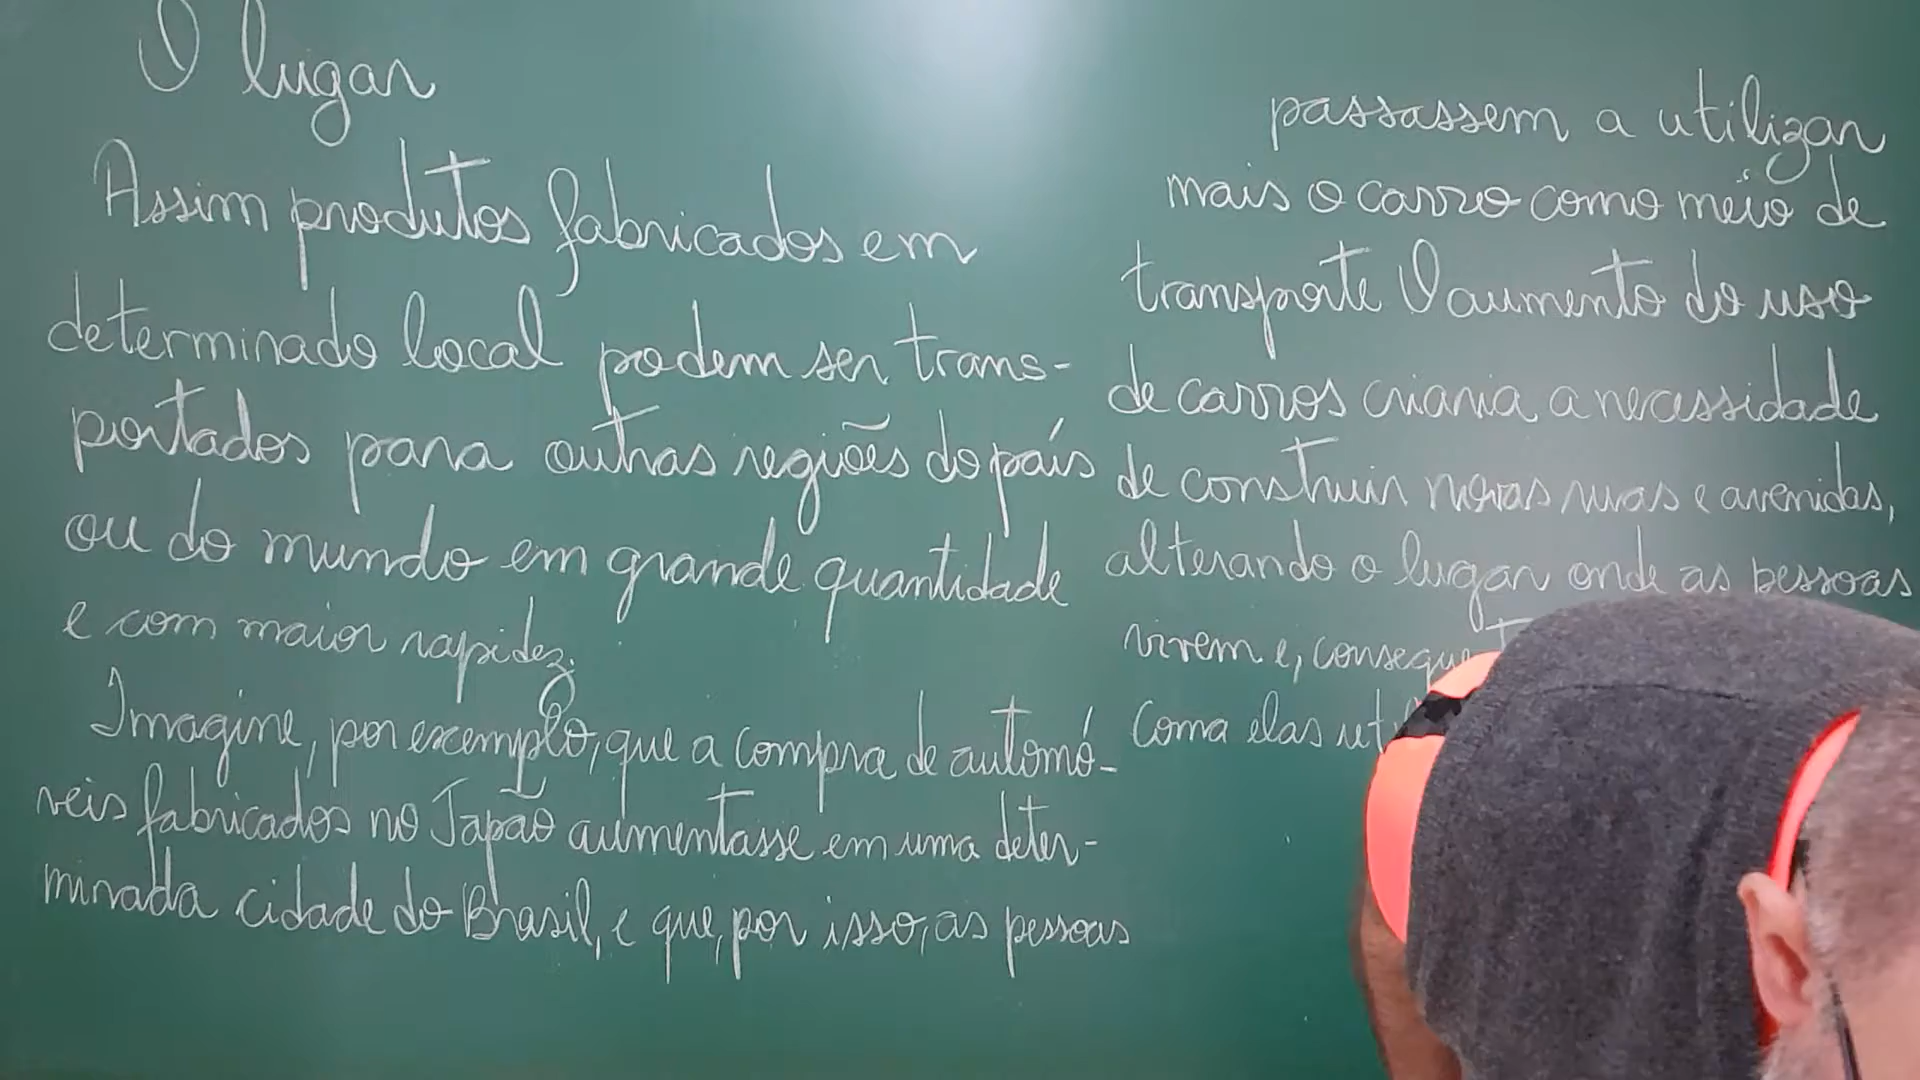 O lugar
Assim produtos fabricados em
determinado local podem ser trans-
portados para outras regiões do país
ou do mundo em grande quantidade
e com maior rapidez.
Imagine, por exemplo, que a compra de automó-
veis fabricados no Japão aumentasse em uma deter-
minada cidade do Brasil, e que, por isso, as pessoas
passassem a utilizar
mais o carro como meio de
transporte O aumento do uso
de carros criaria a necessidade
de construir novas ruas e avenidas,
alterando o lugar onde as pessoas
vivem e,
Coma elas